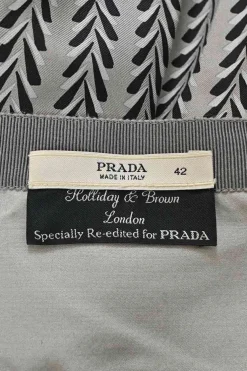 PRADA
MADE IN ITALY 42
Holliday & Brown
London
Specially Re-edited for PRADA